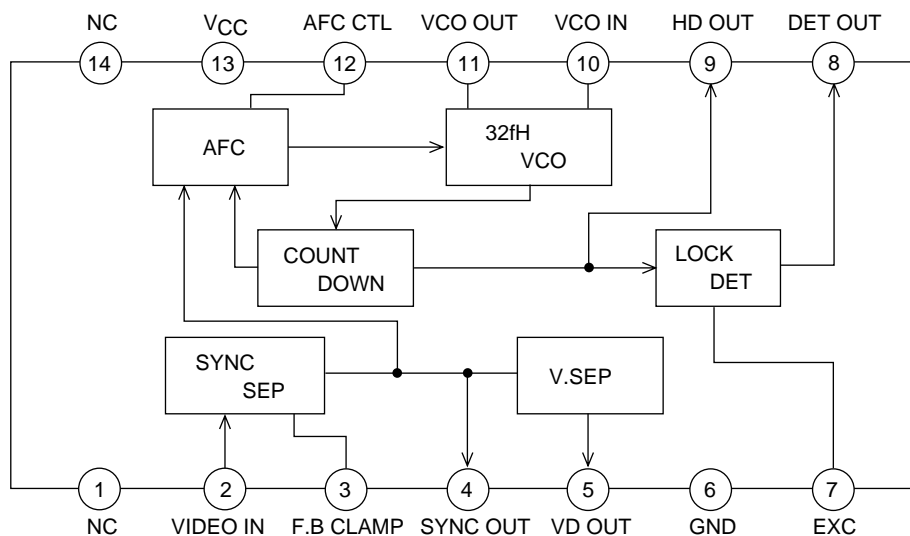 NC VCC AFC CTL VCO OUT VCO IN HD OUT DET OUT
14 13 12 11 10 9 8
AFC
32fH
VCO
COUNT
DOWN
LOCK
DET
SYNC
SEP
V.SEP
1 2 3 4 5 6 7
NC VIDEO IN F.B CLAMP SYNC OUT VD OUT GND EXC